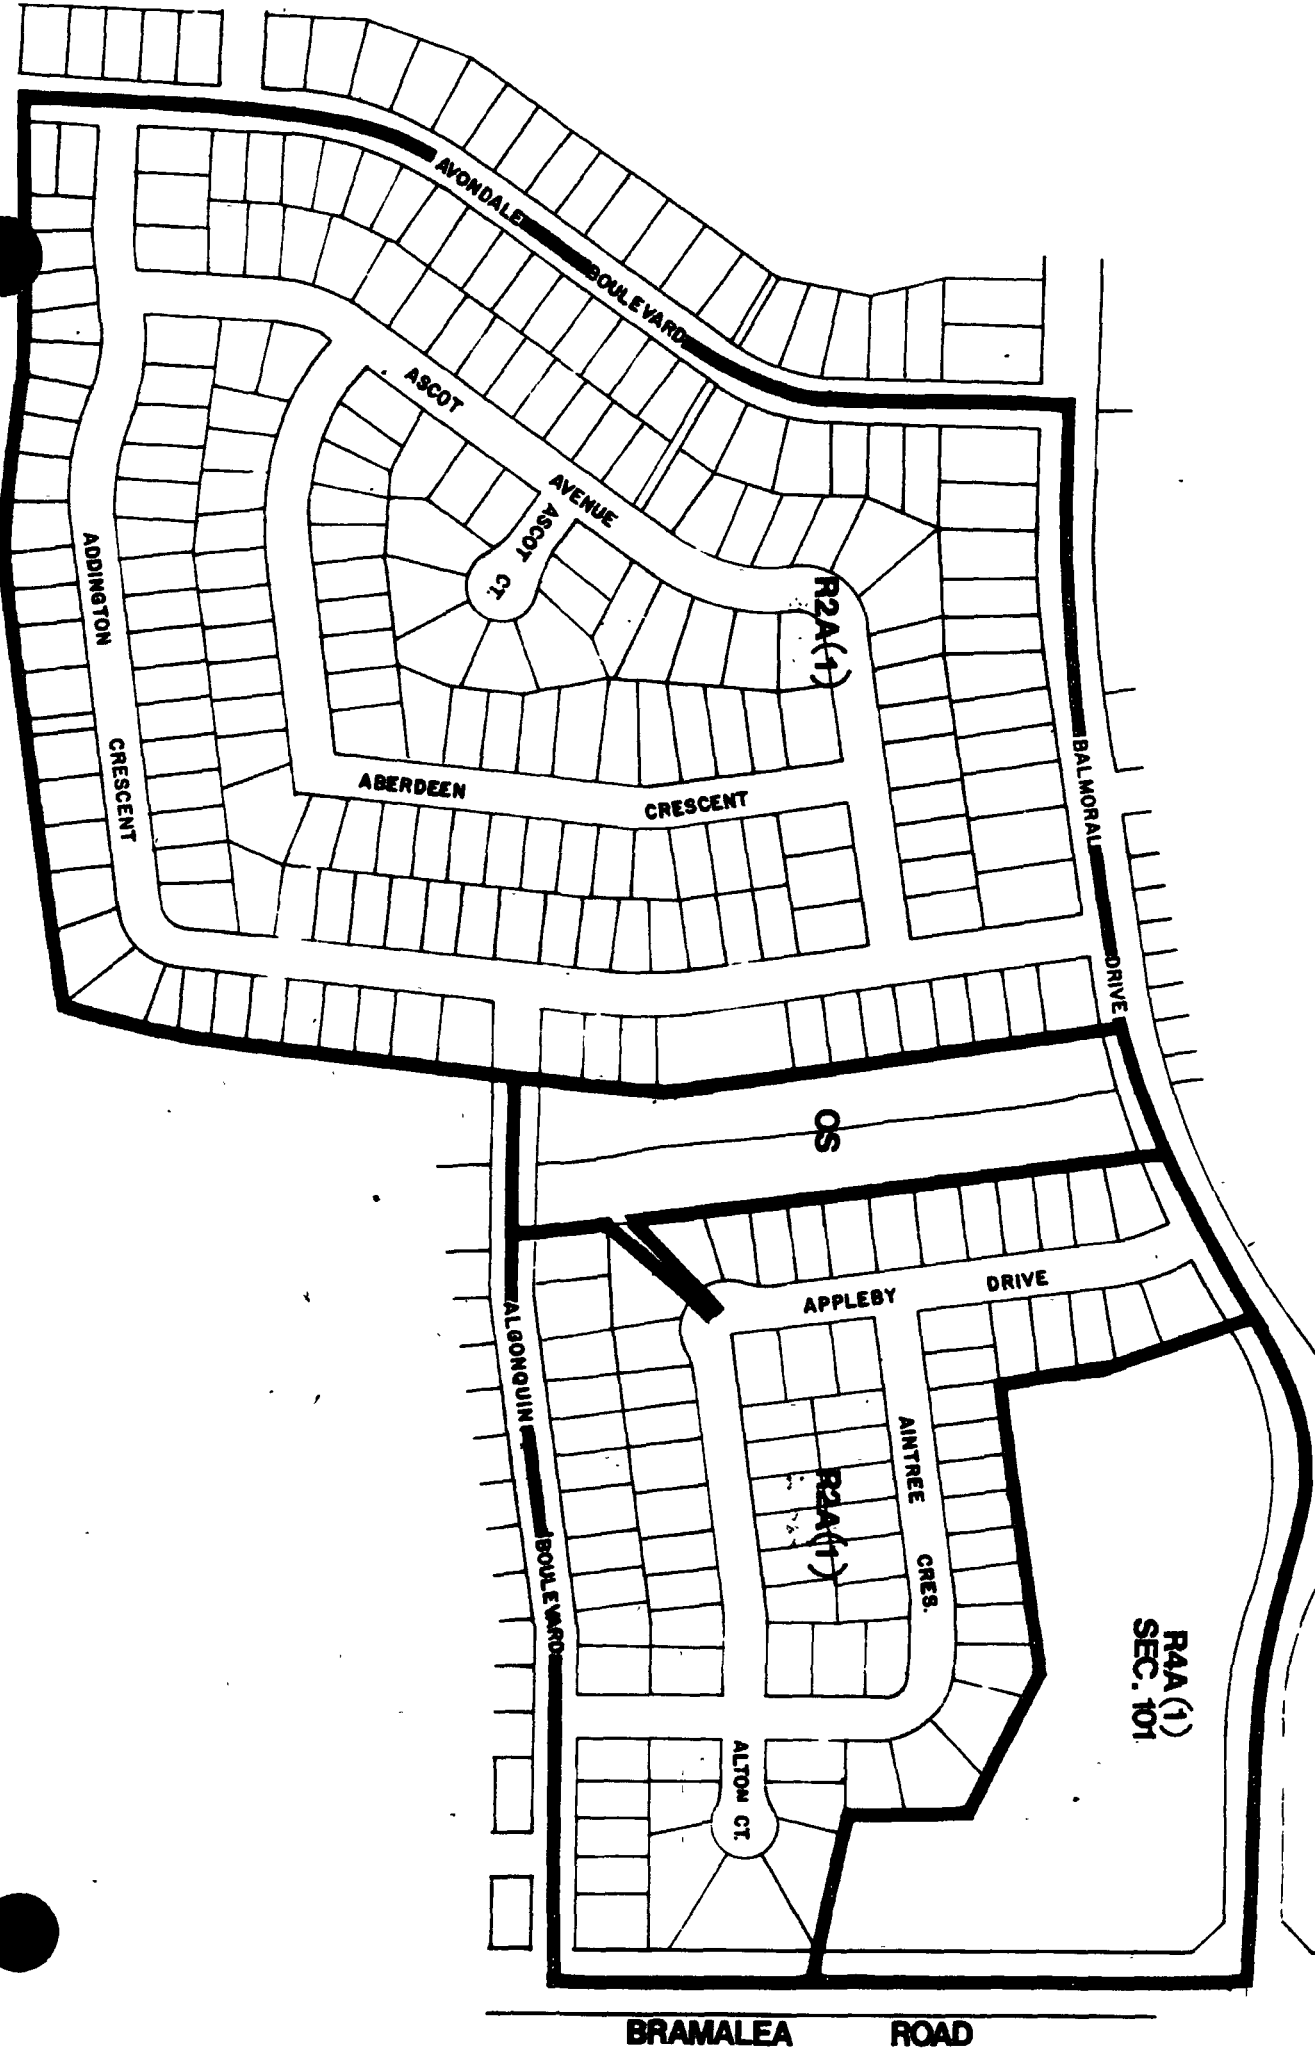 AVONDALE BOULEVARD
ASCOT AVENUE
ASCOT CT.
R2A(1)
ADDINGTON CRESCENT
BALMORAL DRIVE
ABERDEEN CRESCENT
OS
APPLEBY DRIVE
ALGONQUIN BOULEVARD
AINTREE CRES.
R2A(1)
R4A(1)
SEC. 101
ALTON CT.
BRAMALEA ROAD